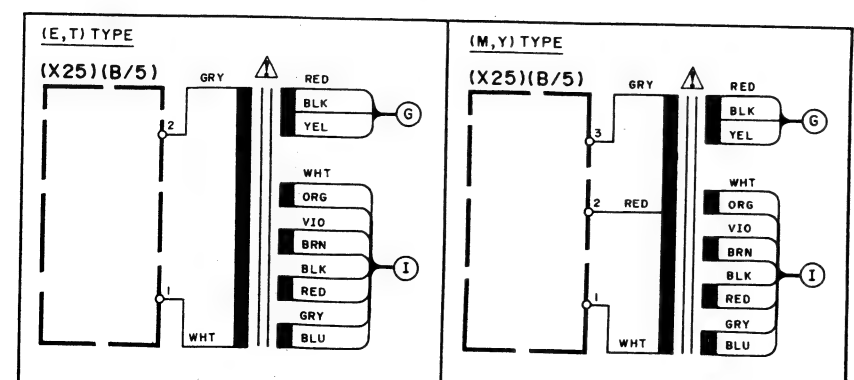 (E,T) TYPE
(X25)(B/5)
GRY
RED
BLK
YEL
G
2
WHT
ORG
VIO
BRN
BLK
RED
GRY
BLU
I
1
WHT
(M,Y) TYPE
(X25)(B/5)
GRY
RED
BLK
YEL
G
3
2
RED
WHT
ORG
VIO
BRN
BLK
RED
GRY
BLU
I
1
WHT